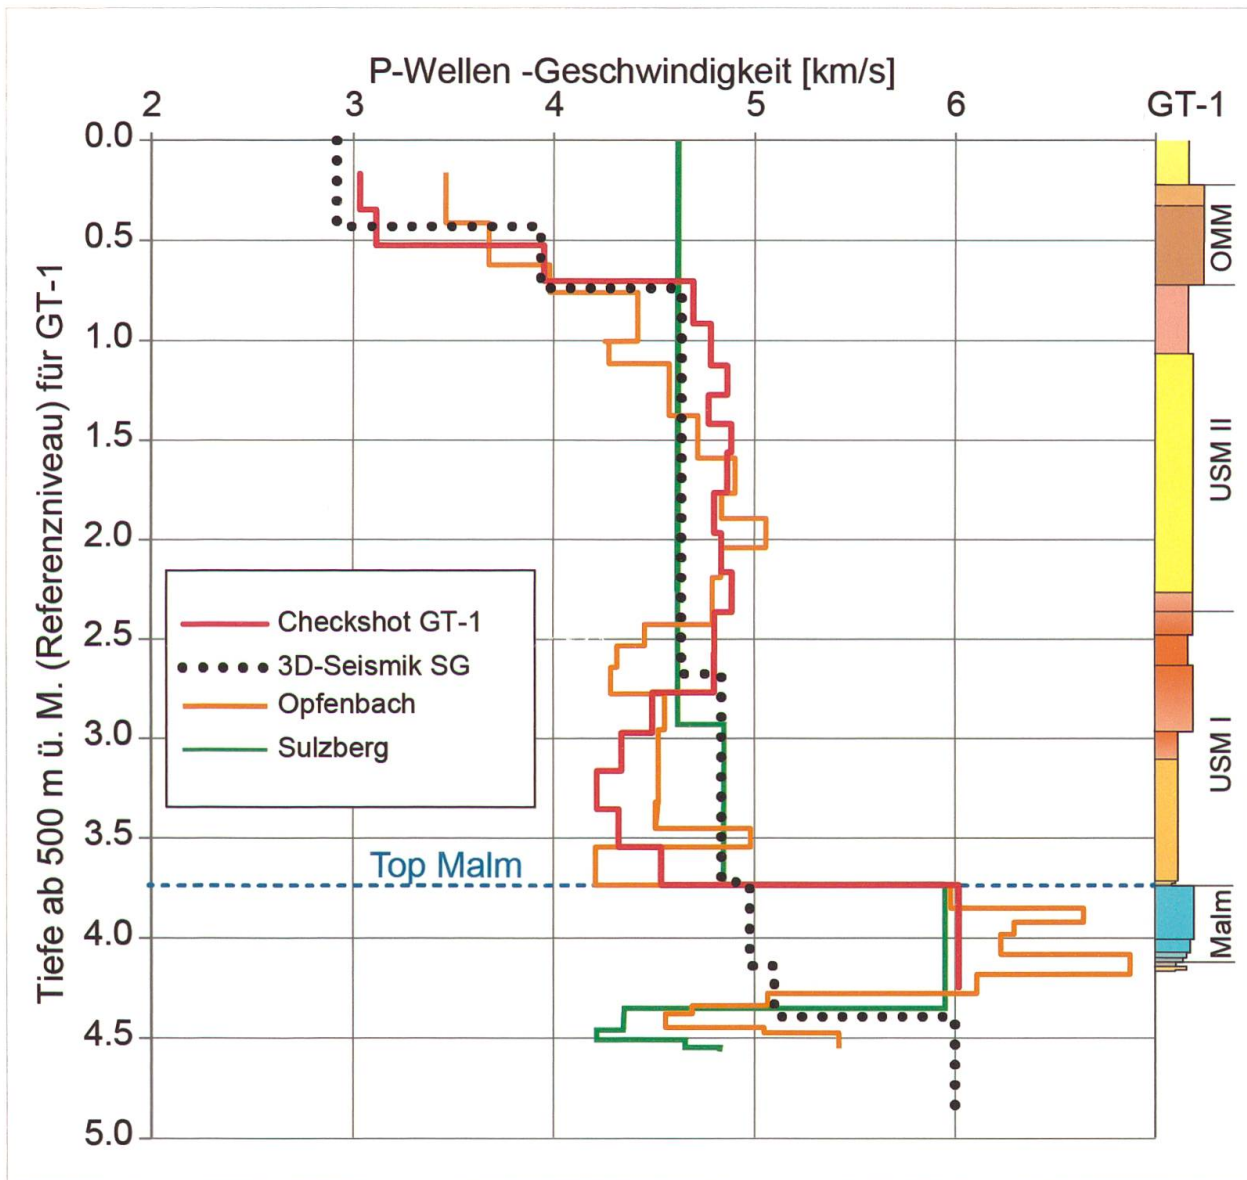 P-Wellen -Geschwindigkeit [km/s]
2 3 4 5 6 GT-1
Tiefe ab 500 m ü. M. (Referenzniveau) für GT-1
0.0
0.5
1.0
1.5
2.0
2.5
3.0
3.5
4.0
4.5
5.0
Checkshot GT-1
3D-Seismik SG
Opfenbach
Sulzberg
Top Malm
OMM
USM II
USM I
Malm